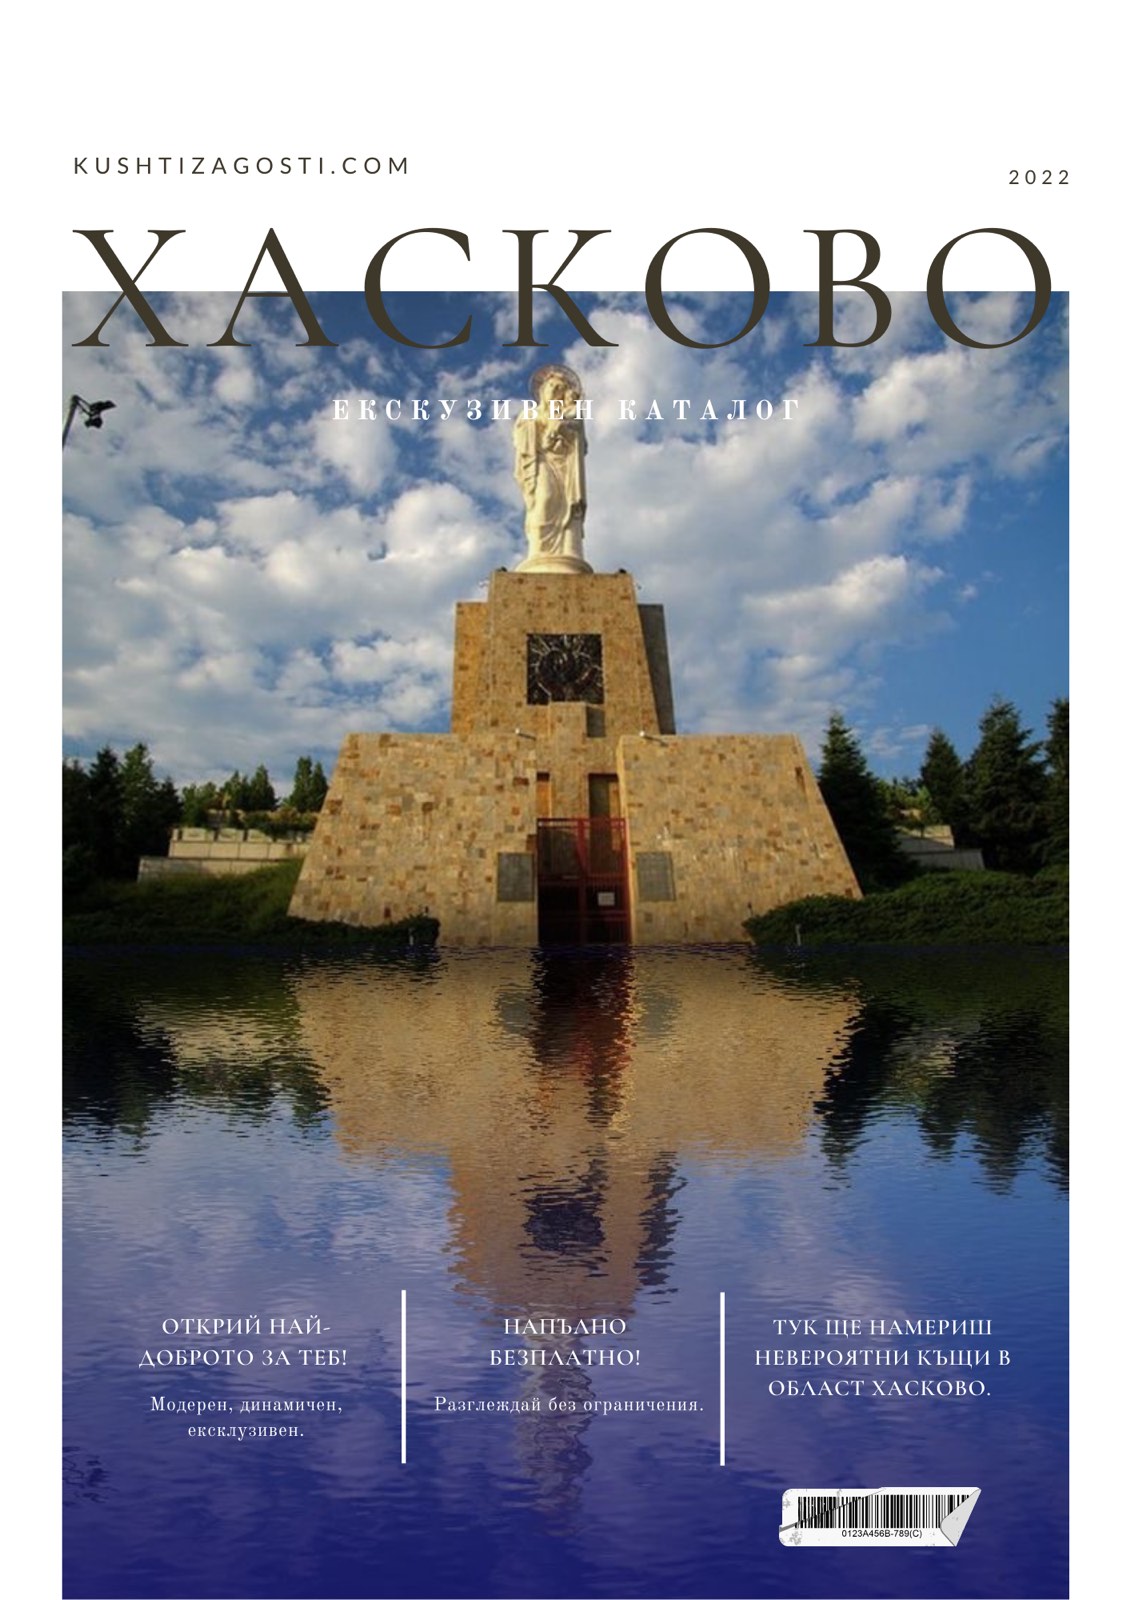 KUSHTIZAGOSTI.COM
2022
ХАСКОВО
ЕКСКУЗИВЕН КАТАЛОГ
ОТКРИЙ НАЙ-
ДОБРОТО ЗА ТЕБ!
Модерен, динамичен,
ексклузивен.
НАПЪЛНО
БЕЗПЛАТНО!
Разглеждай без ограничения.
ТУК ЩЕ НАМЕРИШ
НЕВЕРОЯТНИ КЪЩИ В
ОБЛАСТ ХАСКОВО.
0123A456B-789(C)